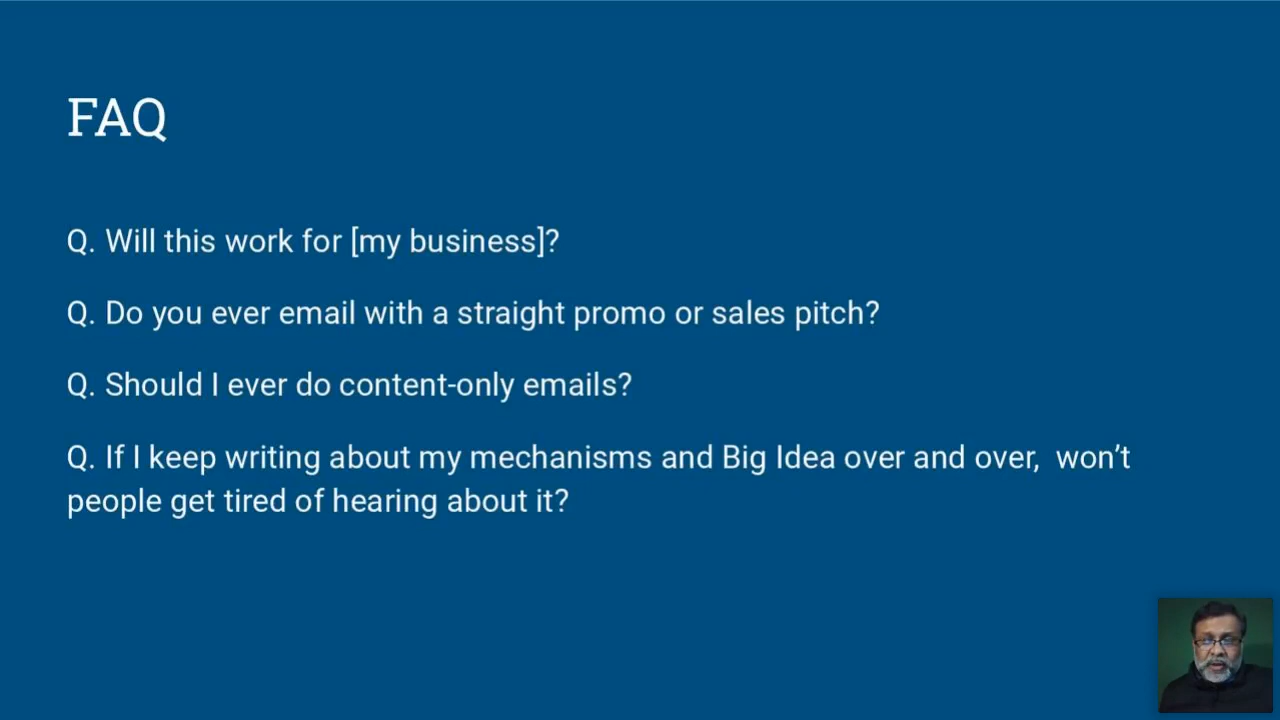 FAQ
Q. Will this work for [my business]?
Q. Do you ever email with a straight promo or sales pitch?
Q. Should I ever do content-only emails?
Q. If I keep writing about my mechanisms and Big Idea over and over,  won’t
people get tired of hearing about it?